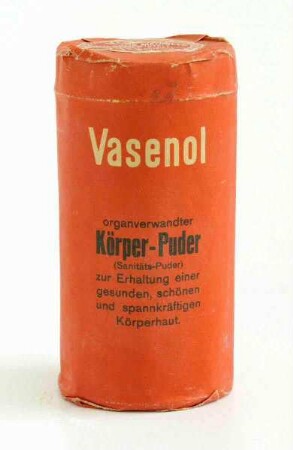 Vasenol
organverwandter
Körper-Puder
(Sanitäts-Puder)
zur Erhaltung einer
gesunden, schönen
und spannkräftigen
Körperhaut.